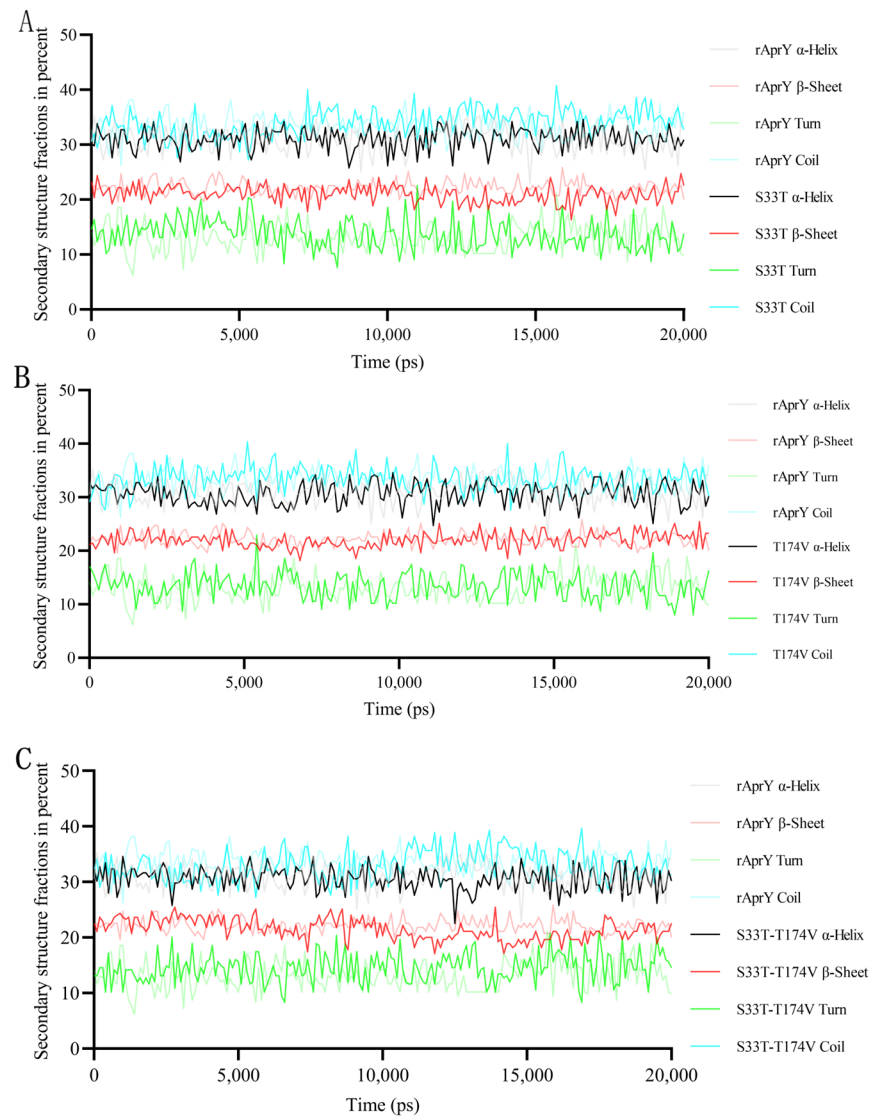 A
Secondary structure fractions in percent
50
40
30
20
10
0
0 5,000 10,000 15,000 20,000
Time (ps)
rAprY α-Helix
rAprY β-Sheet
rAprY Turn
rAprY Coil
S33T α-Helix
S33T β-Sheet
S33T Turn
S33T Coil
B
Secondary structure fractions in percent
50
40
30
20
10
0
0 5,000 10,000 15,000 20,000
Time (ps)
rAprY α-Helix
rAprY β-Sheet
rAprY Turn
rAprY Coil
T174V α-Helix
T174V β-Sheet
T174V Turn
T174V Coil
C
Secondary structure fractions in percent
50
40
30
20
10
0
0 5,000 10,000 15,000 20,000
Time (ps)
rAprY α-Helix
rAprY β-Sheet
rAprY Turn
rAprY Coil
S33T-T174V α-Helix
S33T-T174V β-Sheet
S33T-T174V Turn
S33T-T174V Coil